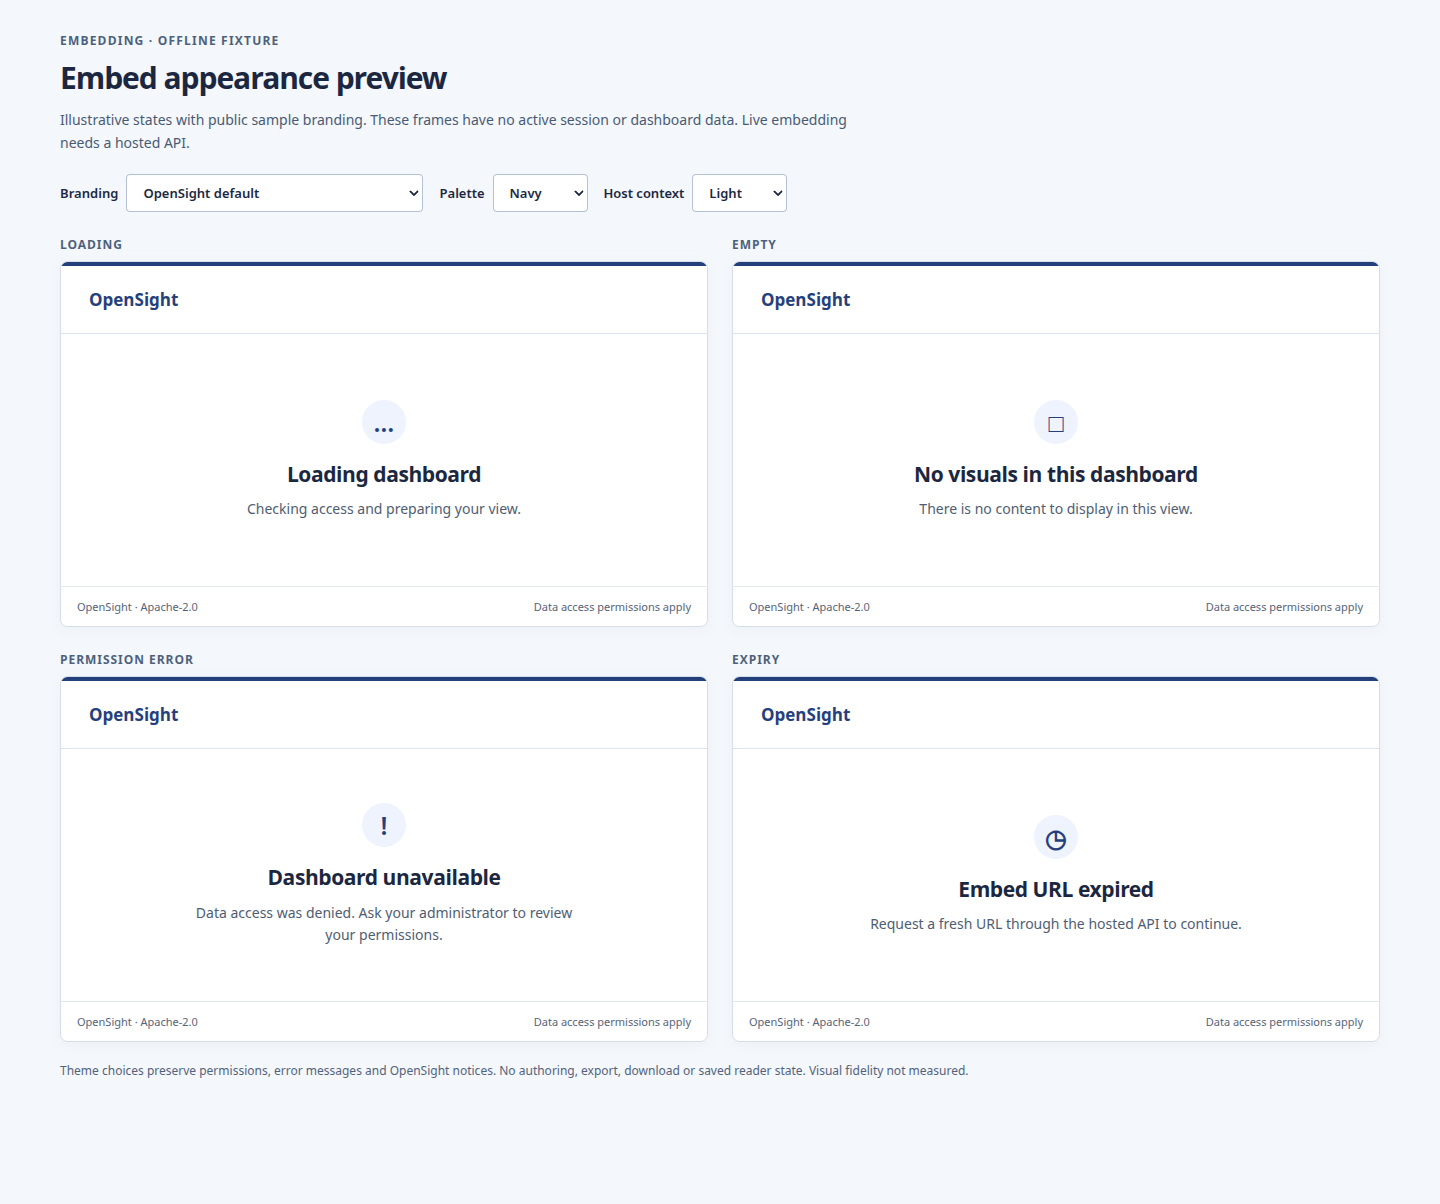 EMBEDDING · OFFLINE FIXTURE
Embed appearance preview
Illustrative states with public sample branding. These frames have no active session or dashboard data. Live embedding
needs a hosted API.
Branding OpenSight default Palette Navy Host context Light
LOADING
OpenSight
...
Loading dashboard
Checking access and preparing your view.
OpenSight · Apache-2.0 Data access permissions apply
EMPTY
OpenSight
No visuals in this dashboard
There is no content to display in this view.
OpenSight · Apache-2.0 Data access permissions apply
PERMISSION ERROR
OpenSight
!
Dashboard unavailable
Data access was denied. Ask your administrator to review
your permissions.
OpenSight · Apache-2.0 Data access permissions apply
EXPIRY
OpenSight
Embed URL expired
Request a fresh URL through the hosted API to continue.
OpenSight · Apache-2.0 Data access permissions apply
Theme choices preserve permissions, error messages and OpenSight notices. No authoring, export, download or saved reader state. Visual fidelity not measured.